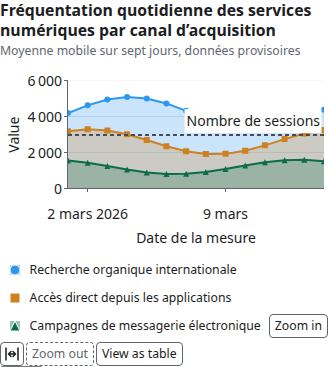 Fréquentation quotidienne des services
numériques par canal d’acquisition
Moyenne mobile sur sept jours, données provisoires
6 000
4 000
2 000
0
Value
Nombre de sessions
2 mars 2026
9 mars
Date de la mesure
Recherche organique internationale
Accès direct depuis les applications
Campagnes de messagerie électronique
Zoom in
Zoom out
View as table